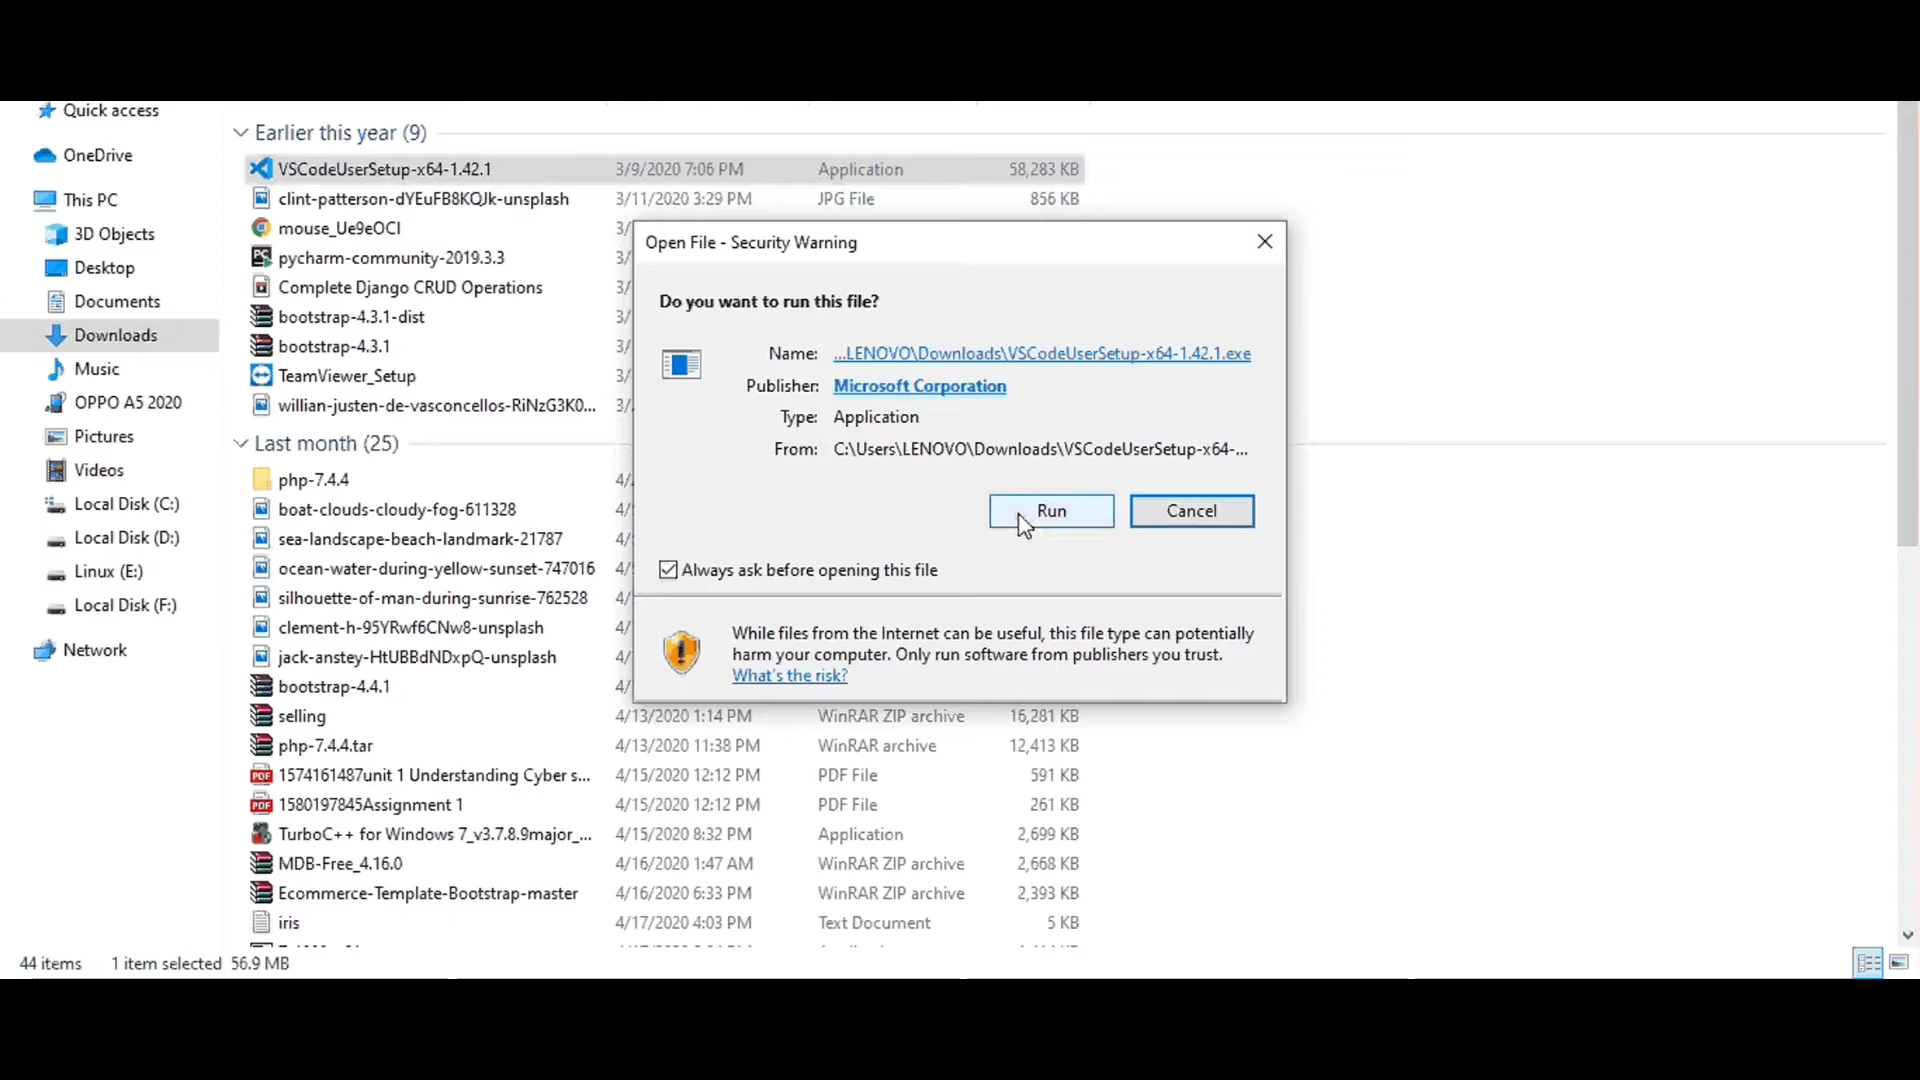 Quick access
OneDrive
This PC
3D Objects
Desktop
Documents
Downloads
Music
OPPO A5 2020
Pictures
Videos
Local Disk (C:)
Local Disk (D:)
Linux (E:)
Local Disk (F:)
Network
Earlier this year (9)
VSCodeUserSetup-x64-1.42.1 3/9/2020 7:06 PM Application 58,283 KB
clint-patterson-dYEuFB8KQJk-unsplash 3/11/2020 3:29 PM JPG File 856 KB
mouse_Ue9eOCI 3/
pycharm-community-2019.3.3 3/
Complete Django CRUD Operations 3/
bootstrap-4.3.1-dist 3/
bootstrap-4.3.1 3/
TeamViewer_Setup 3/
willian-justen-de-vasconcellos-RiNzG3K0... 3/
Last month (25)
php-7.4.4 4/
boat-clouds-cloudy-fog-611328 4/
sea-landscape-beach-landmark-21787 4/
ocean-water-during-yellow-sunset-747016 4/
silhouette-of-man-during-sunrise-762528 4/
clement-h-95YRwf6CNw8-unsplash 4/
jack-anstey-HtUBBdNDxpQ-unsplash 4/
bootstrap-4.4.1 4/
selling 4/13/2020 1:14 PM WinRAR ZIP archive 16,281 KB
php-7.4.4.tar 4/13/2020 11:38 PM WinRAR archive 12,413 KB
1574161487unit 1 Understanding Cyber s... 4/15/2020 12:12 PM PDF File 591 KB
1580197845Assignment 1 4/15/2020 12:12 PM PDF File 261 KB
TurboC++ for Windows 7_v3.7.8.9major_... 4/15/2020 8:32 PM Application 2,699 KB
MDB-Free_4.16.0 4/16/2020 1:47 AM WinRAR ZIP archive 2,668 KB
Ecommerce-Template-Bootstrap-master 4/16/2020 6:33 PM WinRAR ZIP archive 2,393 KB
iris 4/17/2020 4:03 PM Text Document 5 KB
Open File - Security Warning
Do you want to run this file?
Name: ...LENOVO\Downloads\VSCodeUserSetup-x64-1.42.1.exe
Publisher: Microsoft Corporation
Type: Application
From: C:\Users\LENOVO\Downloads\VSCodeUserSetup-x64-...
Run Cancel
Always ask before opening this file
While files from the Internet can be useful, this file type can potentially
harm your computer. Only run software from publishers you trust.
What's the risk?
44 items 1 item selected 56.9 MB